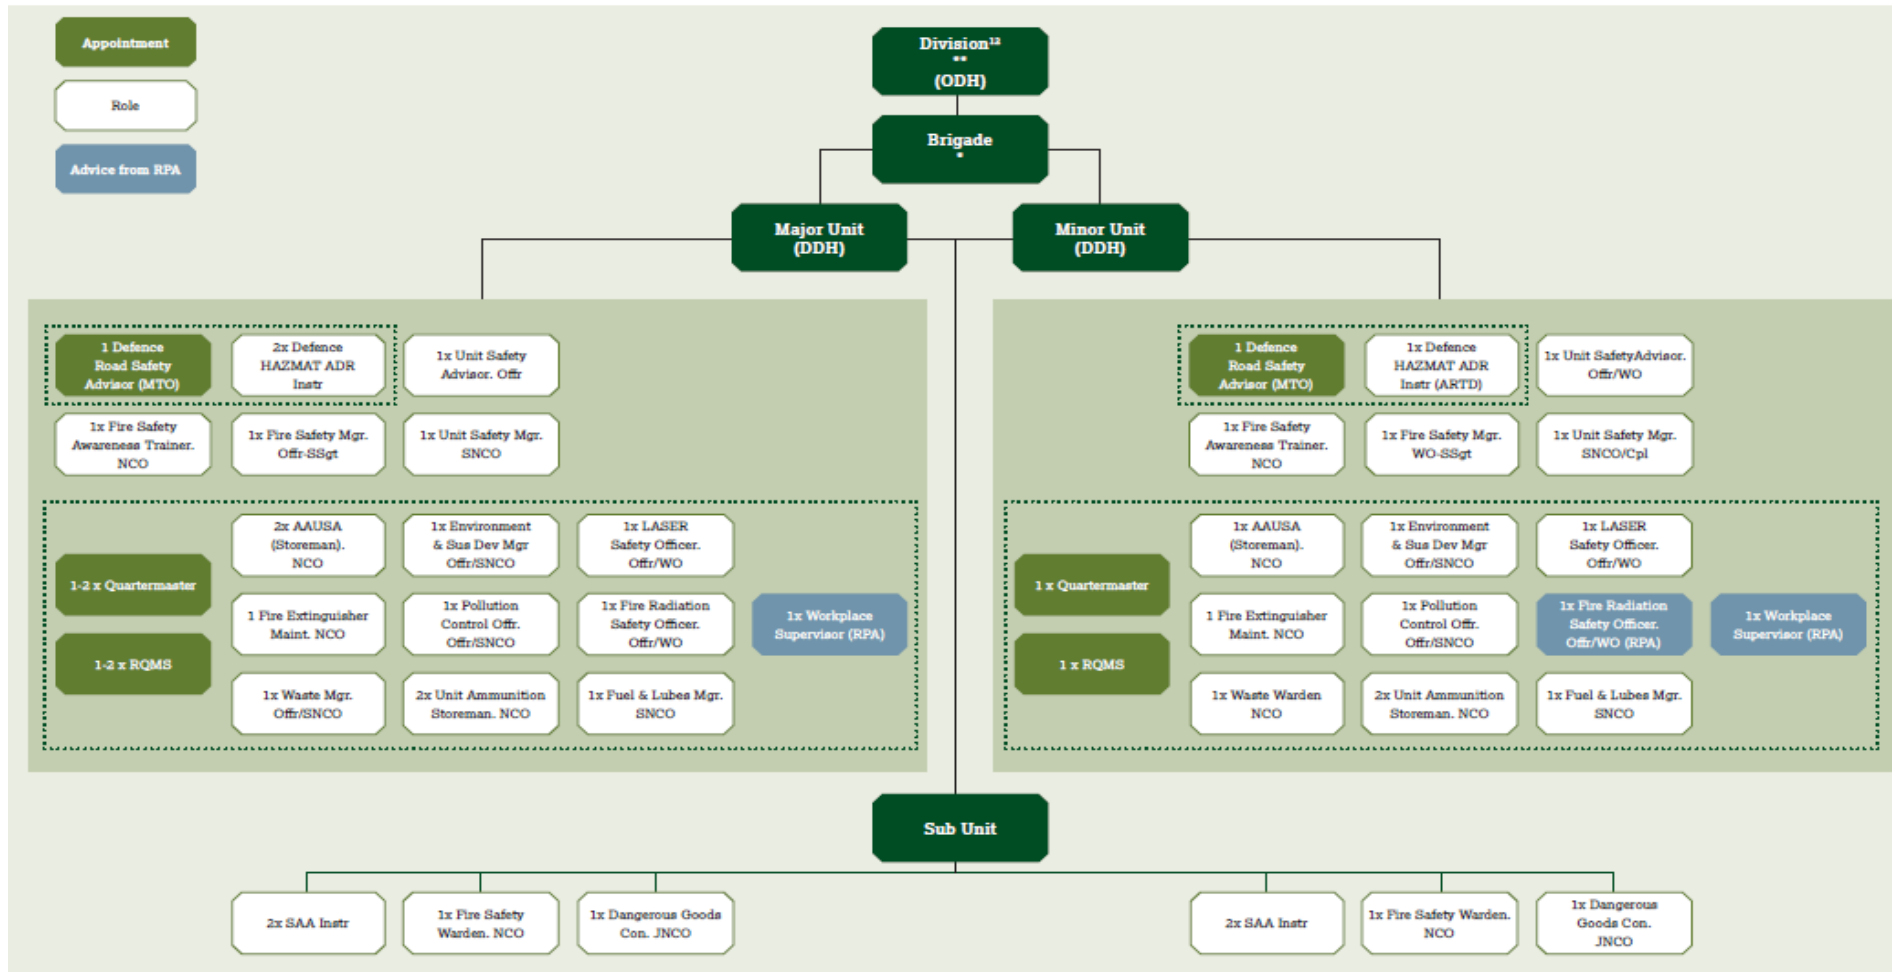 Appointment
Role
Advice from RPA
Division¹²
**
(ODH)
Brigade
*
Major Unit
(DDH)
Minor Unit
(DDH)
1 Defence
Road Safety
Advisor (MTO)
2x Defence
HAZMAT ADR
Instr
1x Unit Safety
Advisor. Offr
1x Fire Safety
Awareness Trainer.
NCO
1x Fire Safety Mgr.
Offr-SSgt
1x Unit Safety Mgr.
SNCO
1-2 x Quartermaster
1-2 x RQMS
2x AAUSA
(Storeman).
NCO
1x Environment
& Sus Dev Mgr
Offr/SNCO
1x LASER
Safety Officer.
Offr/WO
1 Fire Extinguisher
Maint. NCO
1x Pollution
Control Offr.
Offr/SNCO
1x Fire Radiation
Safety Officer.
Offr/WO
1x Workplace
Supervisor (RPA)
1x Waste Mgr.
Offr/SNCO
2x Unit Ammunition
Storeman. NCO
1x Fuel & Lubes Mgr.
SNCO
1 Defence
Road Safety
Advisor (MTO)
1x Defence
HAZMAT ADR
Instr (ARTD)
1x Unit SafetyAdvisor.
Offr/WO
1x Fire Safety
Awareness Trainer.
NCO
1x Fire Safety Mgr.
WO-SSgt
1x Unit Safety Mgr.
SNCO/Cpl
1 x Quartermaster
1 x RQMS
1x AAUSA
(Storeman).
NCO
1x Environment
& Sus Dev Mgr
Offr/SNCO
1x LASER
Safety Officer.
Offr/WO
1 Fire Extinguisher
Maint. NCO
1x Pollution
Control Offr.
Offr/SNCO
1x Fire Radiation
Safety Officer.
Offr/WO (RPA)
1x Workplace
Supervisor (RPA)
1x Waste Warden
NCO
2x Unit Ammunition
Storeman. NCO
1x Fuel & Lubes Mgr.
SNCO
Sub Unit
2x SAA Instr
1x Fire Safety
Warden. NCO
1x Dangerous Goods
Con. JNCO
2x SAA Instr
1x Fire Safety Warden.
NCO
1x Dangerous
Goods Con.
JNCO